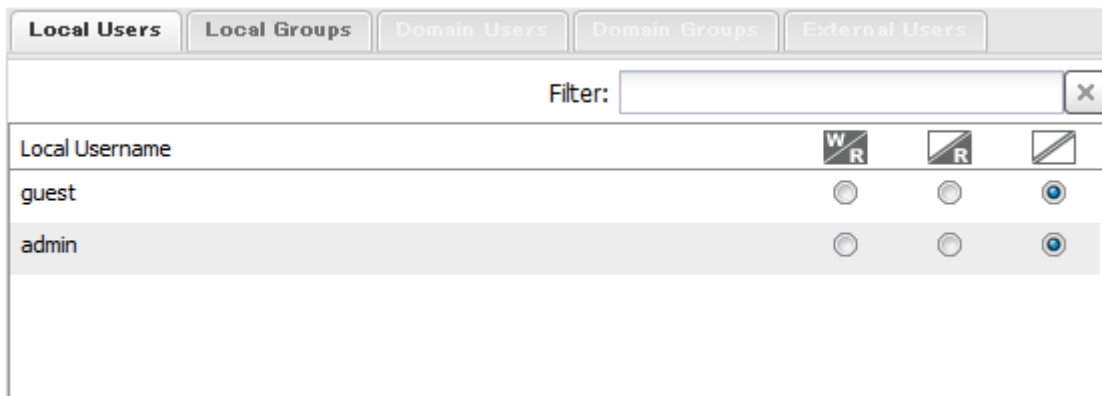 Local Users Local Groups Domain Users Domain Groups External Users
Filter:
Local Username W/R R
guest
admin